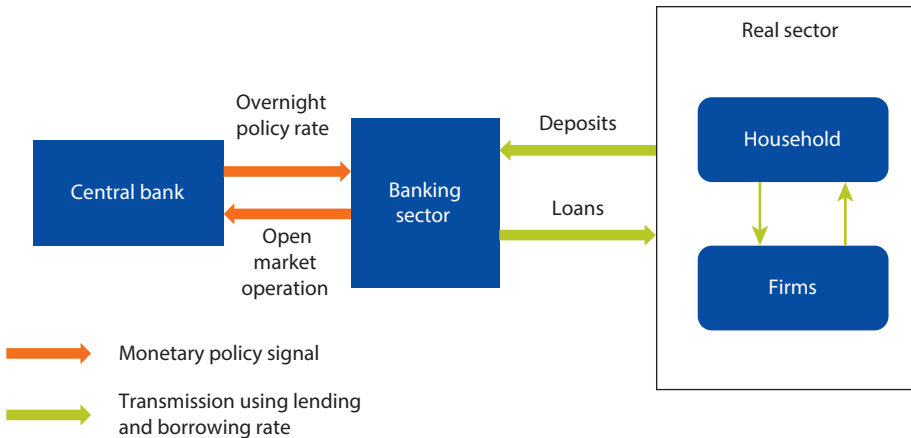 Real sector
Overnight
policy rate
Deposits
Household
Central bank
Banking
sector
Loans
Open
market
operation
Firms
Monetary policy signal
Transmission using lending
and borrowing rate